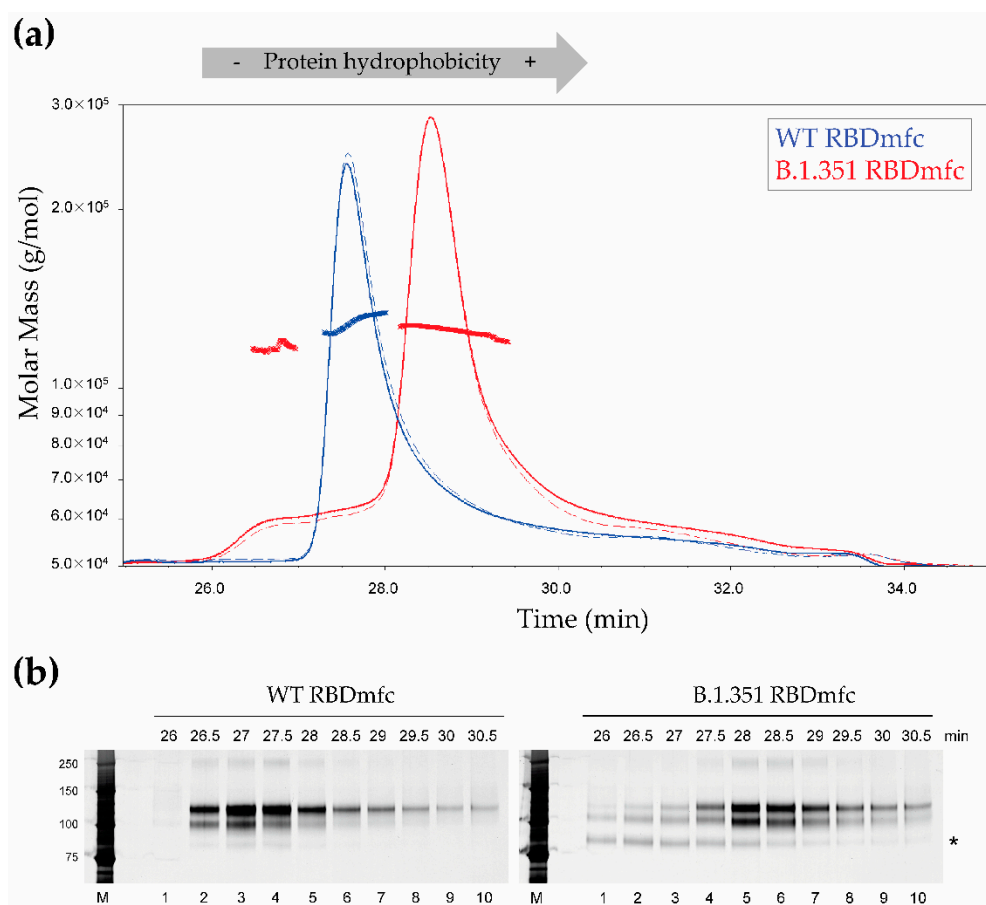 (a)
- Protein hydrophobicity +
WT RBDmfc
B.1.351 RBDmfc
Molar Mass (g/mol)
3.0×10⁵
2.0×10⁵
1.0×10⁵
9.0×10⁴
8.0×10⁴
7.0×10⁴
6.0×10⁴
5.0×10⁴
26.0 28.0 30.0 32.0 34.0
Time (min)
(b)
WT RBDmfc
26 26.5 27 27.5 28 28.5 29 29.5 30 30.5
250
150
100
75
M 1 2 3 4 5 6 7 8 9 10
B.1.351 RBDmfc
26 26.5 27 27.5 28 28.5 29 29.5 30 30.5 min
*
M 1 2 3 4 5 6 7 8 9 10